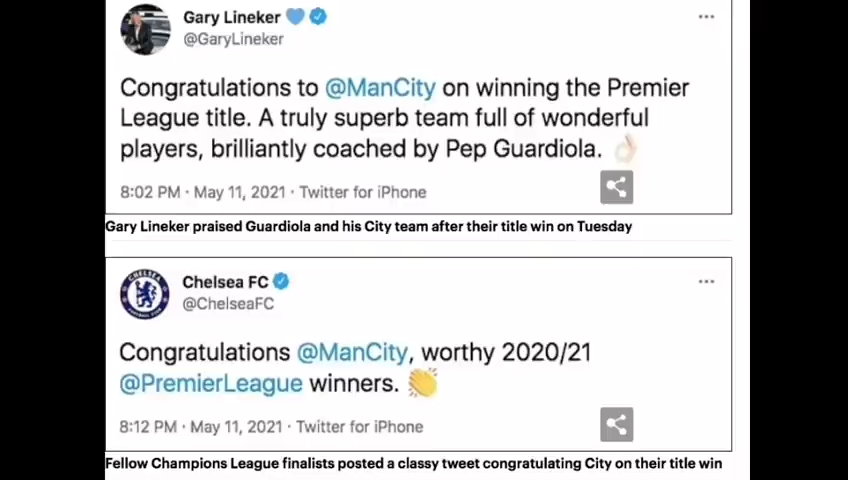 Gary Lineker
@GaryLineker
Congratulations to @ManCity on winning the Premier
League title. A truly superb team full of wonderful
players, brilliantly coached by Pep Guardiola.
8:02 PM · May 11, 2021 · Twitter for iPhone
Gary Lineker praised Guardiola and his City team after their title win on Tuesday
Chelsea FC
@ChelseaFC
Congratulations @ManCity, worthy 2020/21
@PremierLeague winners.
8:12 PM · May 11, 2021 · Twitter for iPhone
Fellow Champions League finalists posted a classy tweet congratulating City on their title win